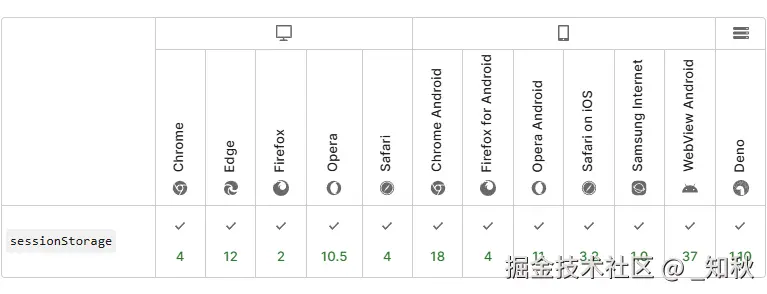 Chrome
Edge
Firefox
Opera
Safari
Chrome Android
Firefox for Android
Opera Android
Safari on iOS
Samsung Internet
WebView Android
Deno
sessionStorage
4 12 2 10.5 4 18 4 11 3.2 1.0 37 1.10
掘金技术社区 @ _知秋